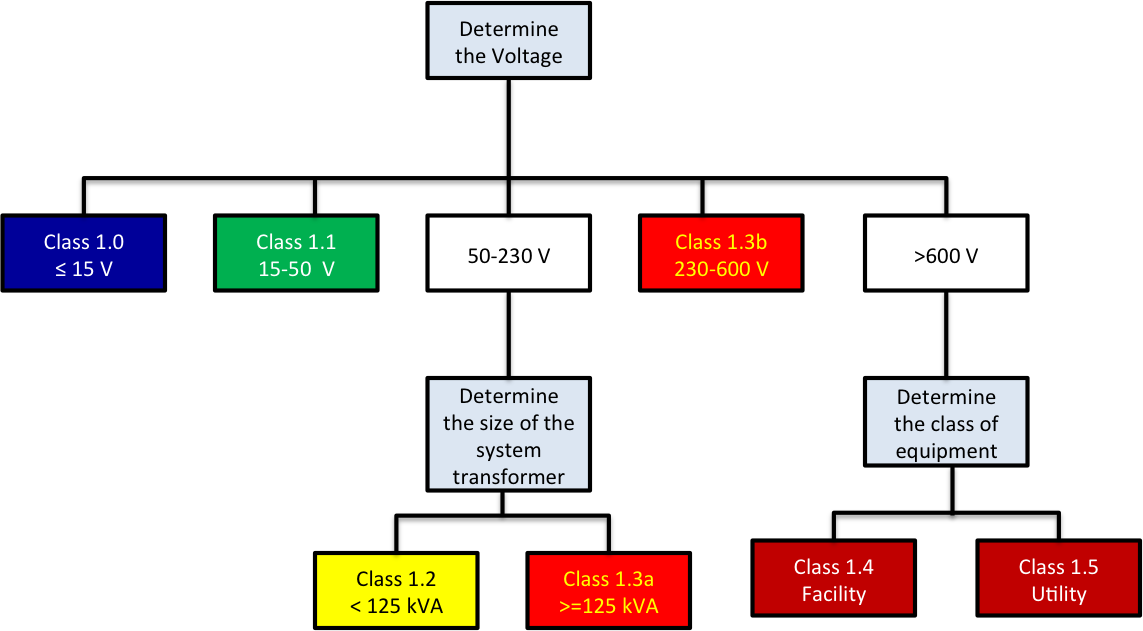 Determine
the Voltage
Class 1.0
≤ 15 V
Class 1.1
15-50  V
50-230 V
Class 1.3b
230-600 V
>600 V
Determine
the size of the
system
transformer
Determine
the class of
equipment
Class 1.2
< 125 kVA
Class 1.3a
>=125 kVA
Class 1.4
Facility
Class 1.5
Utility